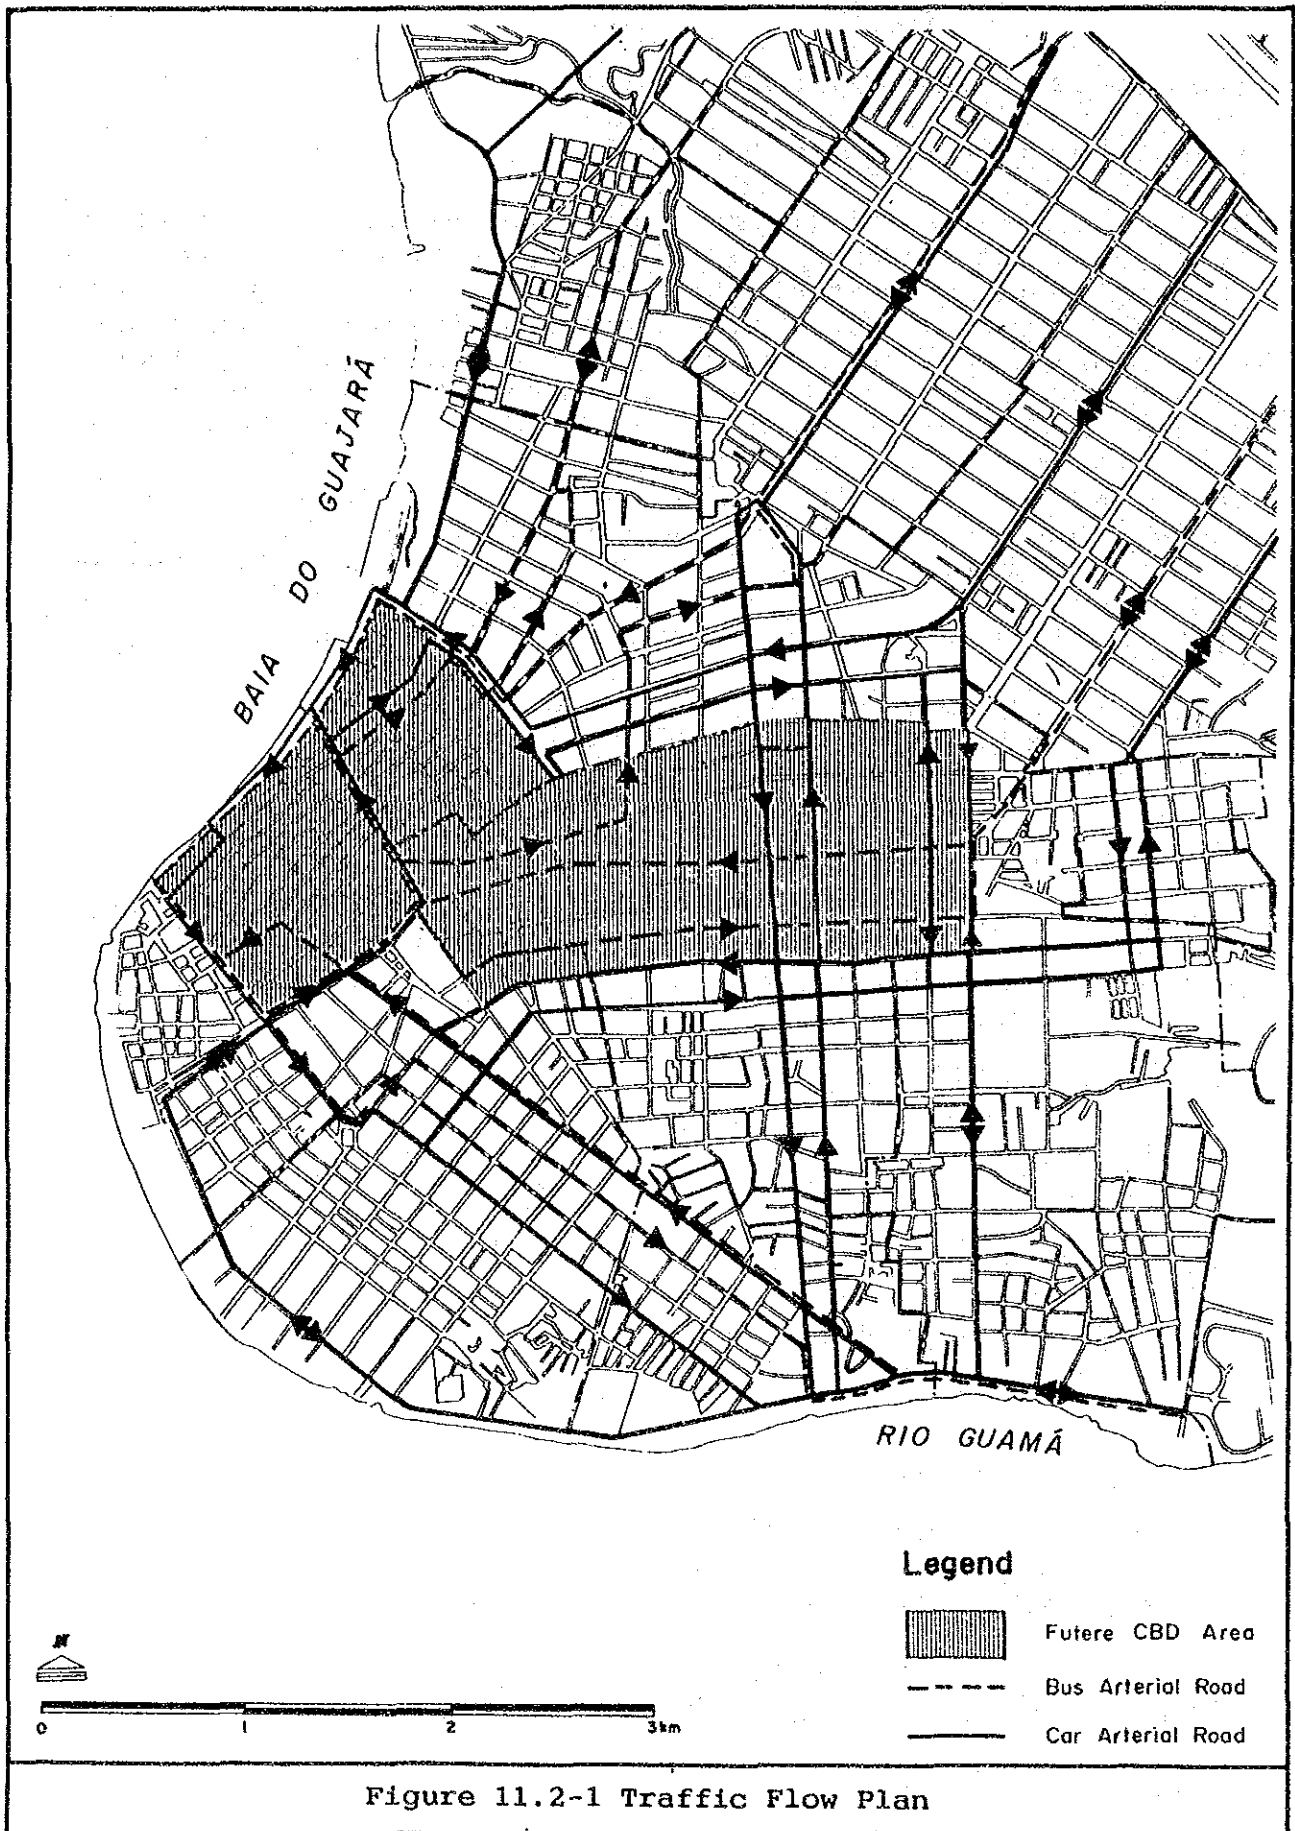 BAIA DO GUAJARÁ
RIO GUAMÁ
Legend
Futere CBD Area
Bus Arterial Road
Car Arterial Road
N
0 1 2 3km
Figure 11.2-1 Traffic Flow Plan